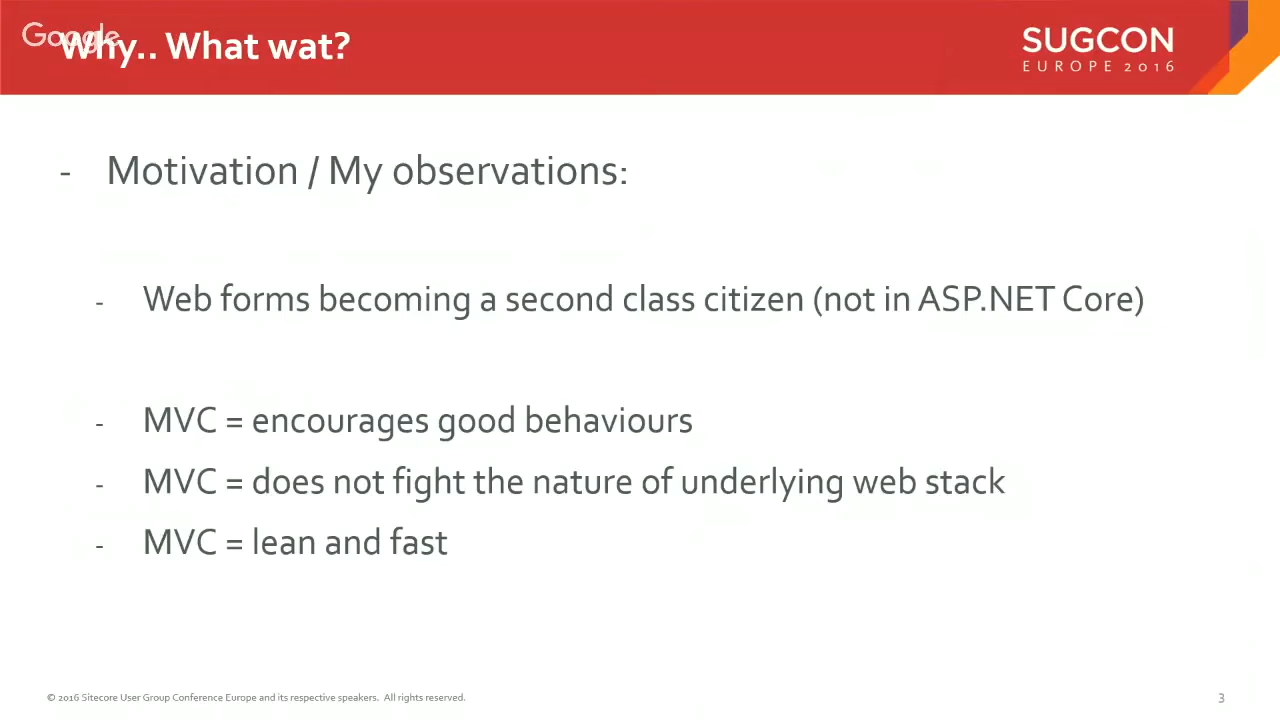 Google
Why.. What wat?
SUGCON
EUROPE 2016
- Motivation / My observations:
- Web forms becoming a second class citizen (not in ASP.NET Core)
- MVC = encourages good behaviours
- MVC = does not fight the nature of underlying web stack
- MVC = lean and fast
© 2016 Sitecore User Group Conference Europe and its respective speakers. All rights reserved.
3